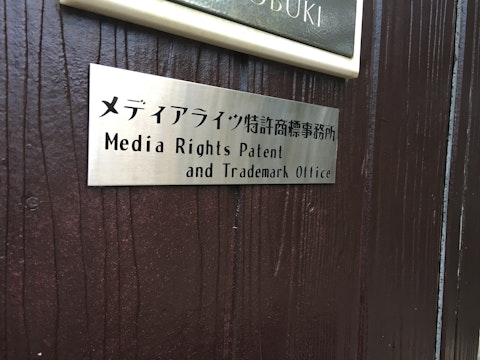 メディアライツ特許商標事務所
Media Rights Patent
and Trademark Office